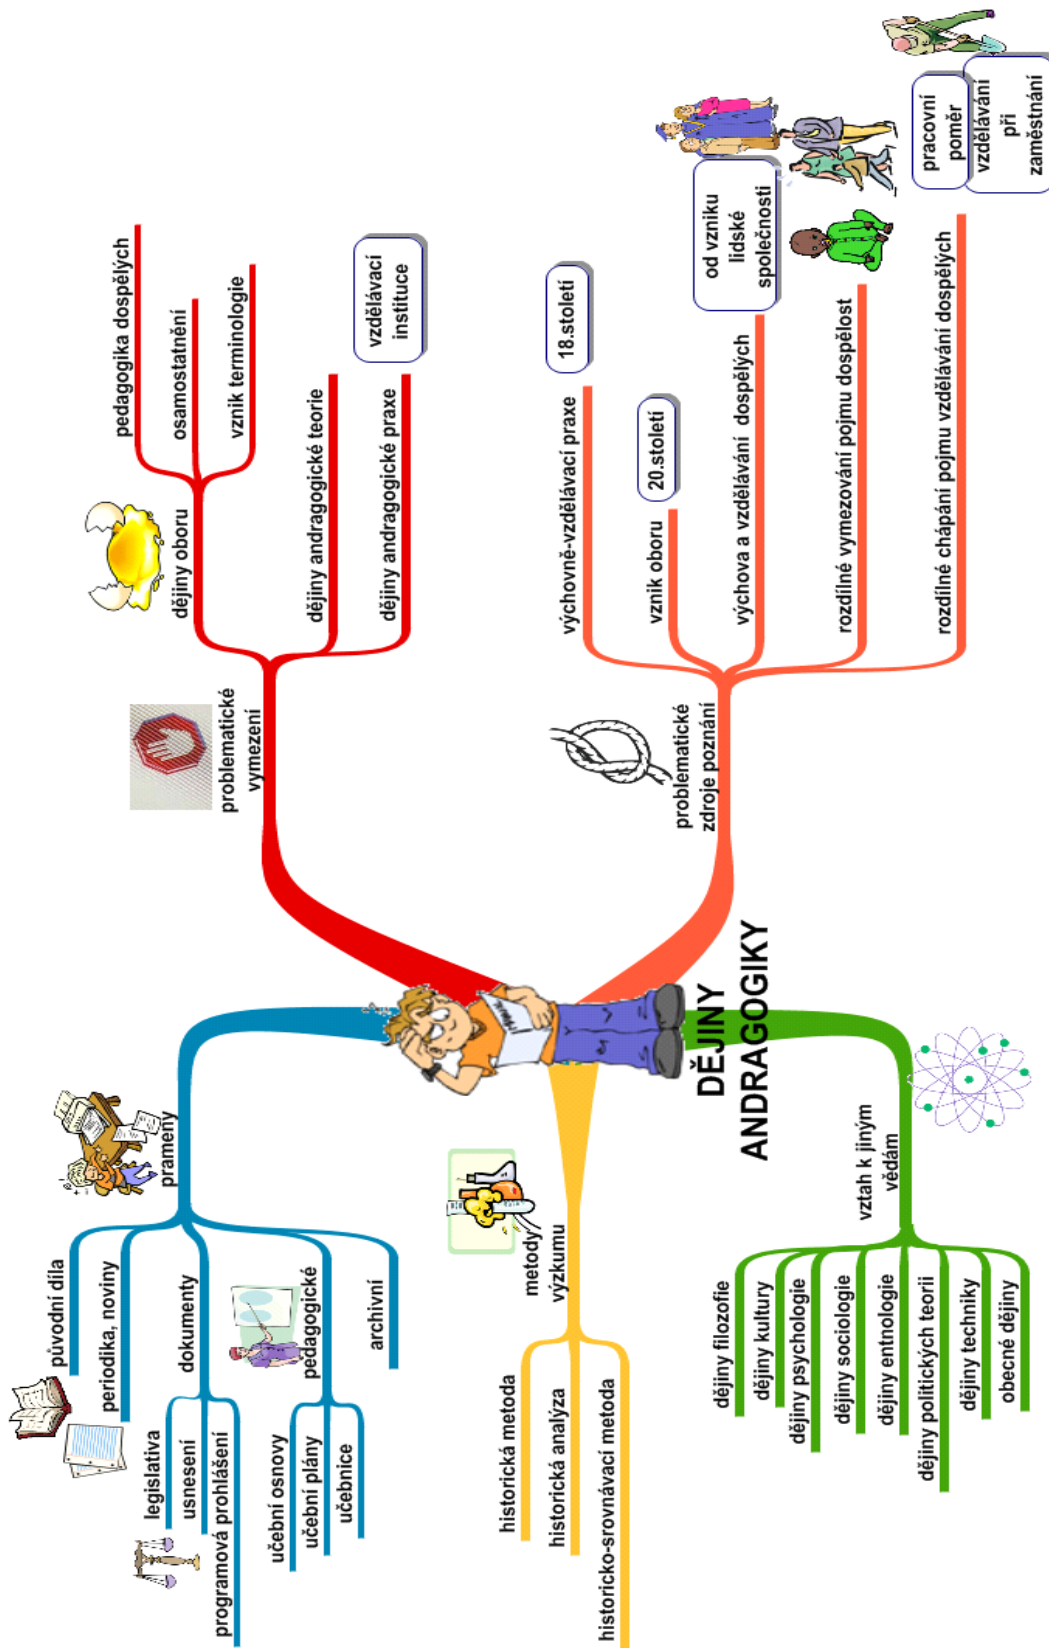 DĚJINY
ANDRAGOGIKY
prameny
původní díla
periodika, noviny
dokumenty
legislativa
usnesení
programová prohlášení
pedagogické
učební osnovy
učební plány
učebnice
archivní
metody
výzkumu
historická metoda
historická analýza
historicko-srovnávací metoda
vztah k jiným
vědám
dějiny filozofie
dějiny kultury
dějiny psychologie
dějiny sociologie
dějiny entnologie
dějiny politických teorii
dějiny techniky
obecné dějiny
problematické
vymezení
dějiny oboru
pedagogika dospělých
osamostatnění
vznik terminologie
dějiny andragogické teorie
dějiny andragogické praxe
vzdělávací
instituce
problematické
zdroje poznání
výchovně-vzdělávací praxe
18.století
vznik oboru
20.století
výchova a vzdělávání dospělých
od vzniku
lidské
společnosti
rozdílné vymezování pojmu dospělost
rozdílné chápání pojmu vzdělávání dospělých
pracovní
poměr
vzdělávání
při
zaměstnání